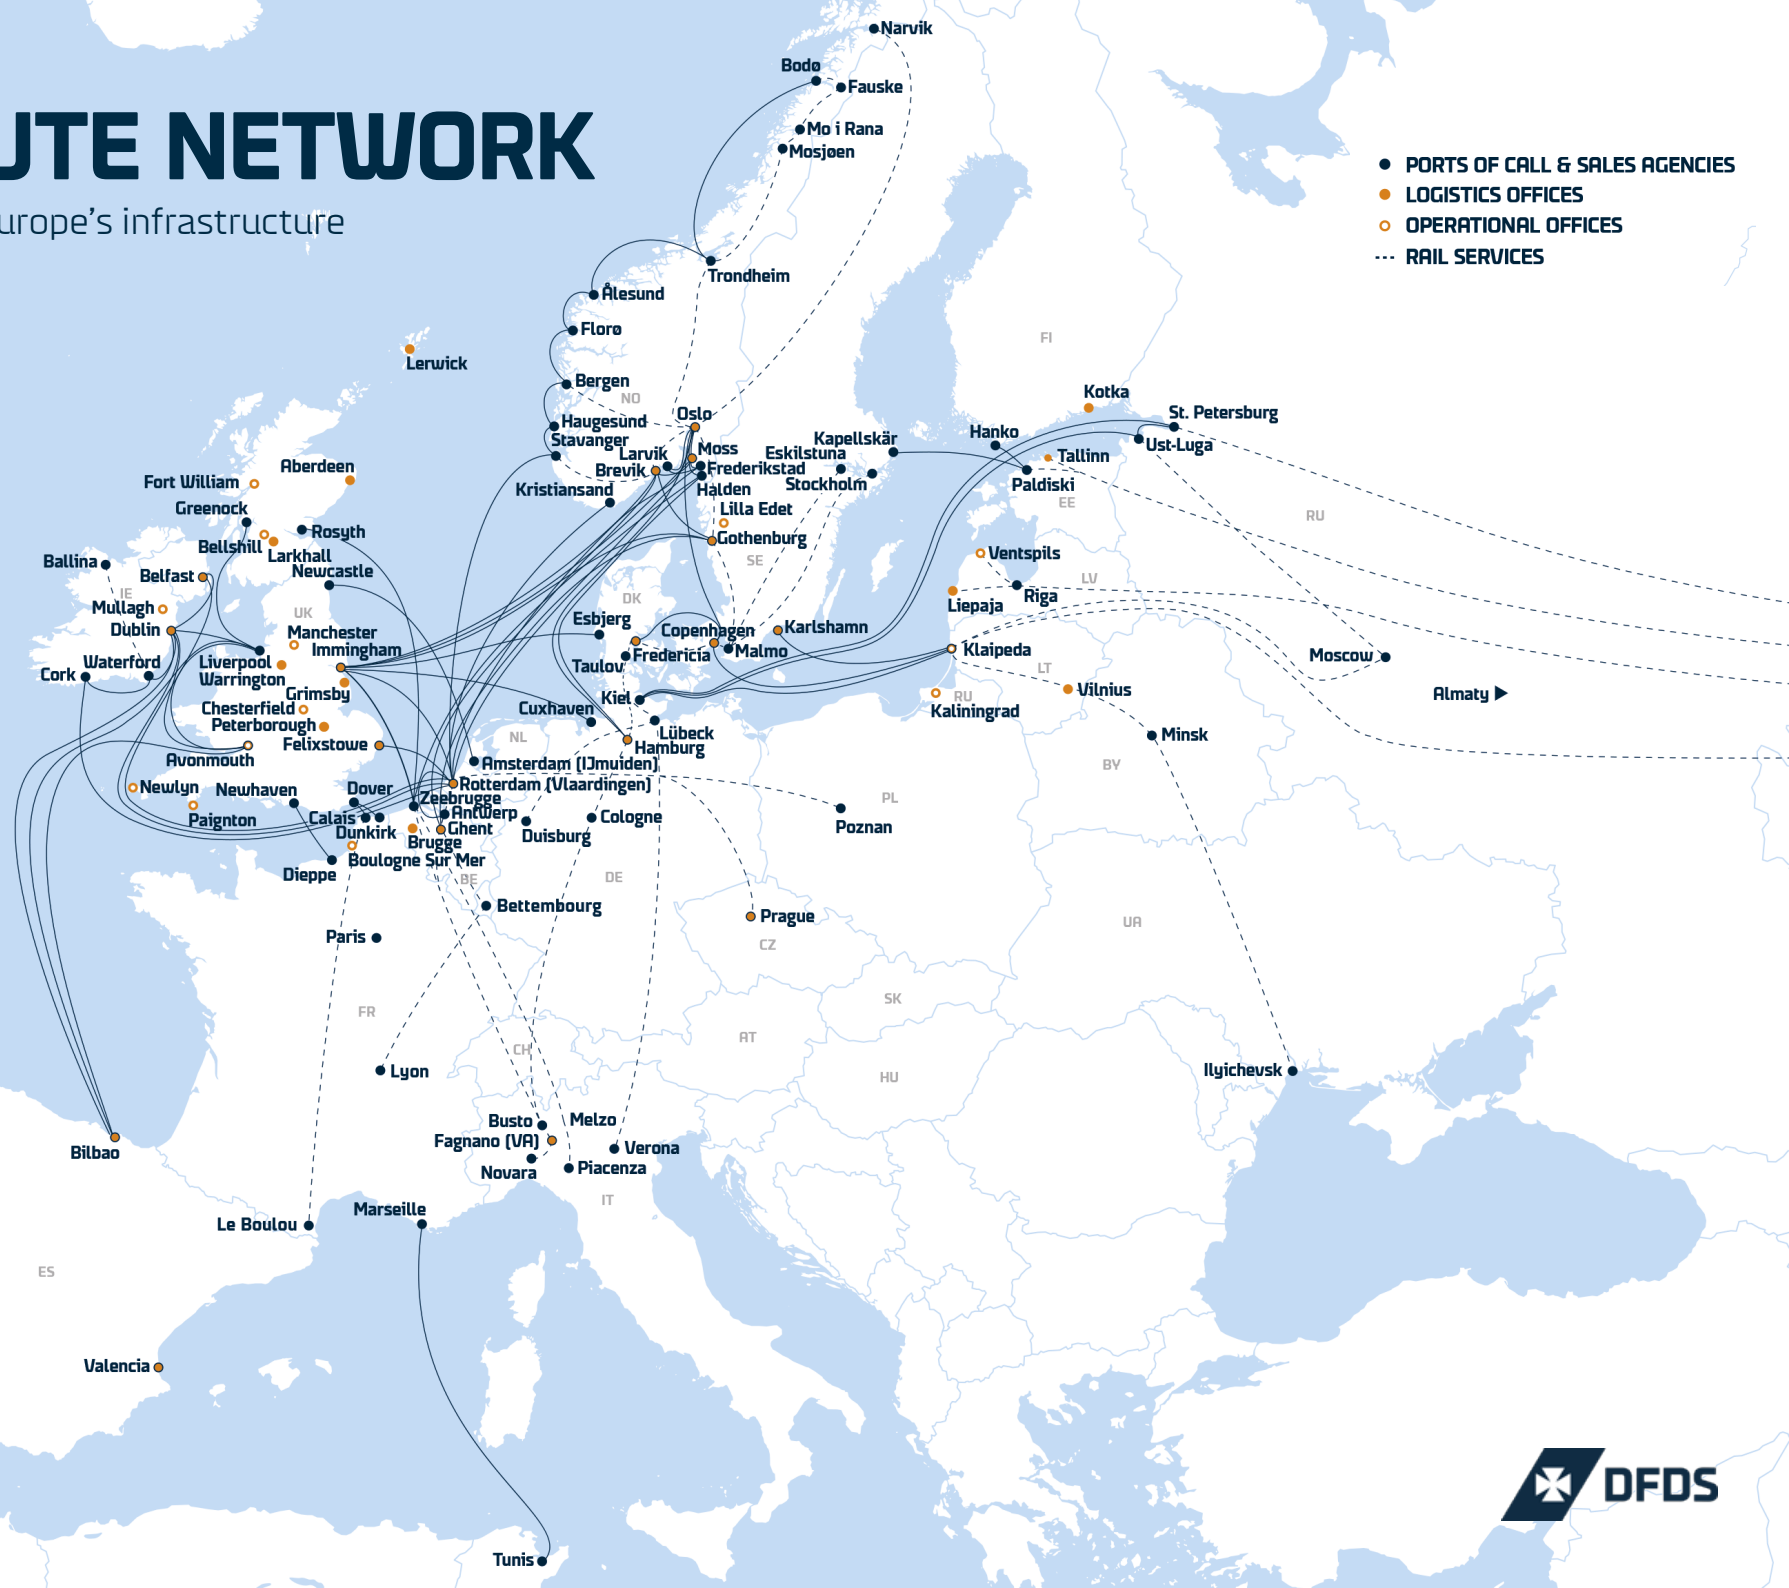 UTE NETWORK
urope's infrastructure
PORTS OF CALL & SALES AGENCIES
LOGISTICS OFFICES
OPERATIONAL OFFICES
RAIL SERVICES
Narvik
Bodø
Fauske
Mo i Rana
Mosjøen
Trondheim
Ålesund
Florø
Lerwick
Bergen
NO
FI
Kotka
Oslo
Haugesund
Stavanger
St. Petersburg
Ust-Luga
Hanko
Kapellskär
Eskilstuna
Stockholm
Tallinn
Paldiski
EE
RU
Moss
Larvik
Brevik
Frederikstad
Halden
Kristiansand
Lilla Edet
Gothenburg
SE
Aberdeen
Fort William
Greenock
Rosyth
Bellshill
Larkhall
Newcastle
Ballina
Belfast
IE
UK
Mullagh
Dublin
Manchester
Immingham
Liverpool
Warrington
Waterford
Cork
Grimsby
Chesterfield
Peterborough
Felixstowe
Avonmouth
Newlyn
Newhaven
Paignton
Dover
Calais
Dunkirk
Dieppe
Boulogne Sur Mer
Brugge
Ghent
Antwerp
Zeebrugge
Rotterdam (Vlaardingen)
Amsterdam (IJmuiden)
NL
Cuxhaven
DK
Esbjerg
Taulov
Fredericia
Copenhagen
Malmo
Karlshamn
Kiel
Lübeck
Hamburg
Ventspils
Riga
LV
Liepaja
Klaipeda
LT
RU
Kaliningrad
Vilnius
Minsk
BY
Moscow
Almaty
Duisburg
Cologne
PL
Poznan
BE
DE
Bettembourg
Prague
CZ
UA
Paris
FR
SK
AT
CH
HU
Lyon
Ilyichevsk
Busto
Fagnano (VA)
Novara
Melzo
Verona
Piacenza
IT
Bilbao
Le Boulou
Marseille
ES
Valencia
Tunis
DFDS